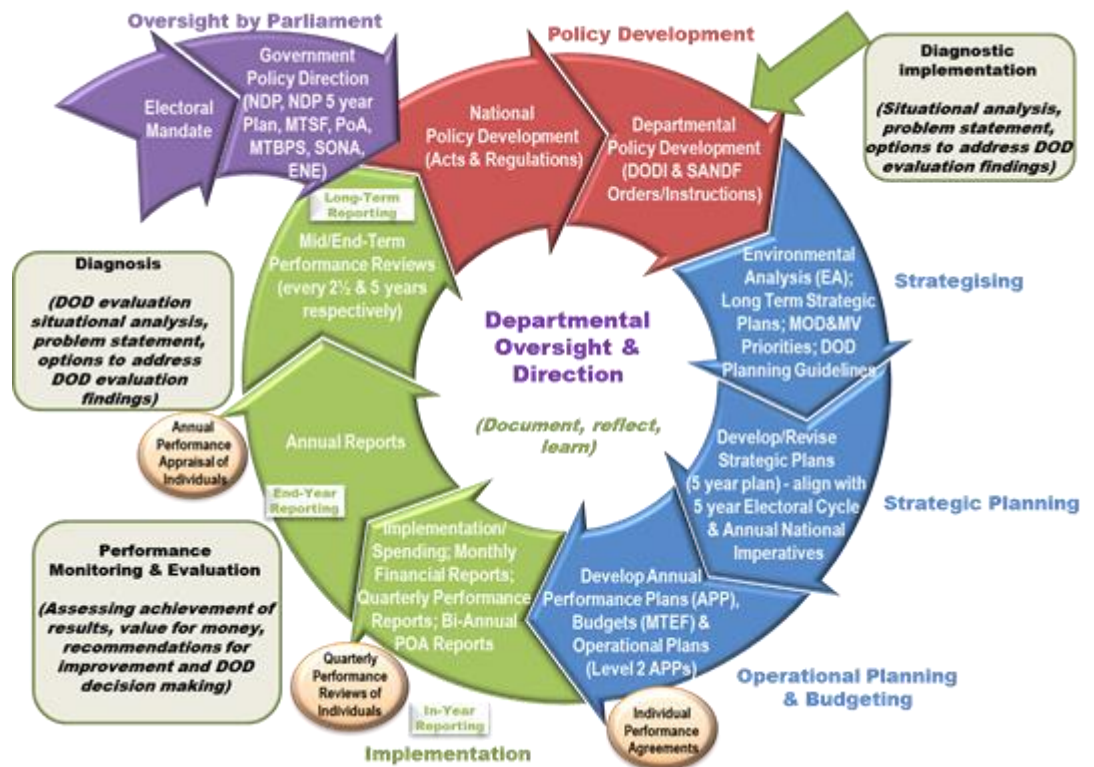 Oversight by Parliament
Electoral
Mandate
Government
Policy Direction
(NDP, NDP 5 year
Plan, MTSF, PoA,
MTBPS, SONA,
ENE)
Policy Development
National
Policy Development
(Acts & Regulations)
Departmental
Policy Development
(DODI & SANDF
Orders/Instructions)
Diagnostic
implementation
(Situational analysis,
problem statement,
options to address DOD
evaluation findings)
Environmental
Analysis (EA);
Long Term Strategic
Plans; MOD&MV
Priorities; DOD
Planning Guidelines
Strategising
Develop/Revise
Strategic Plans
(5 year plan) - align with
5 year Electoral Cycle
& Annual National
Imperatives
Strategic Planning
Develop Annual
Performance Plans (APP),
Budgets (MTEF) &
Operational Plans
(Level 2 APPs)
Operational Planning
& Budgeting
Individual
Performance
Agreements
Implementation/
Spending; Monthly
Financial Reports;
Quarterly Performance
Reports; Bi-Annual
POA Reports
In-Year
Reporting
Implementation
Quarterly
Performance
Reviews of
Individuals
Performance
Monitoring & Evaluation
(Assessing achievement of
results, value for money,
recommendations for
improvement and DOD
decision making)
Annual Reports
End-Year
Reporting
Annual
Performance
Appraisal of
Individuals
Diagnosis
(DOD evaluation
situational analysis,
problem statement,
options to address
DOD evaluation
findings)
Long-Term
Reporting
Mid/End-Term
Performance Reviews
(every 2½ & 5 years
respectively)
Departmental
Oversight &
Direction
(Document, reflect,
learn)